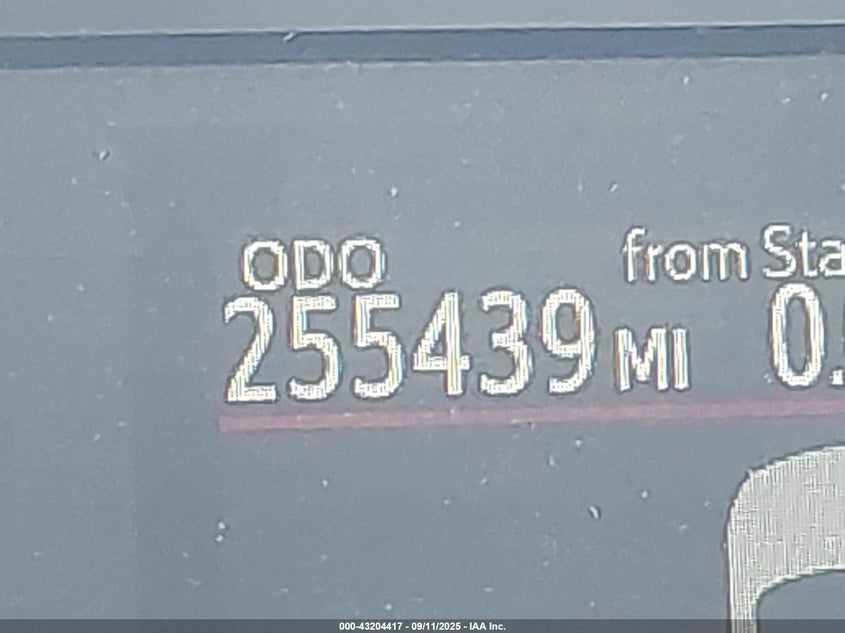 ODO from Sta
255439 MI 0.
000-43204417 - 09/11/2025 - IAA Inc.